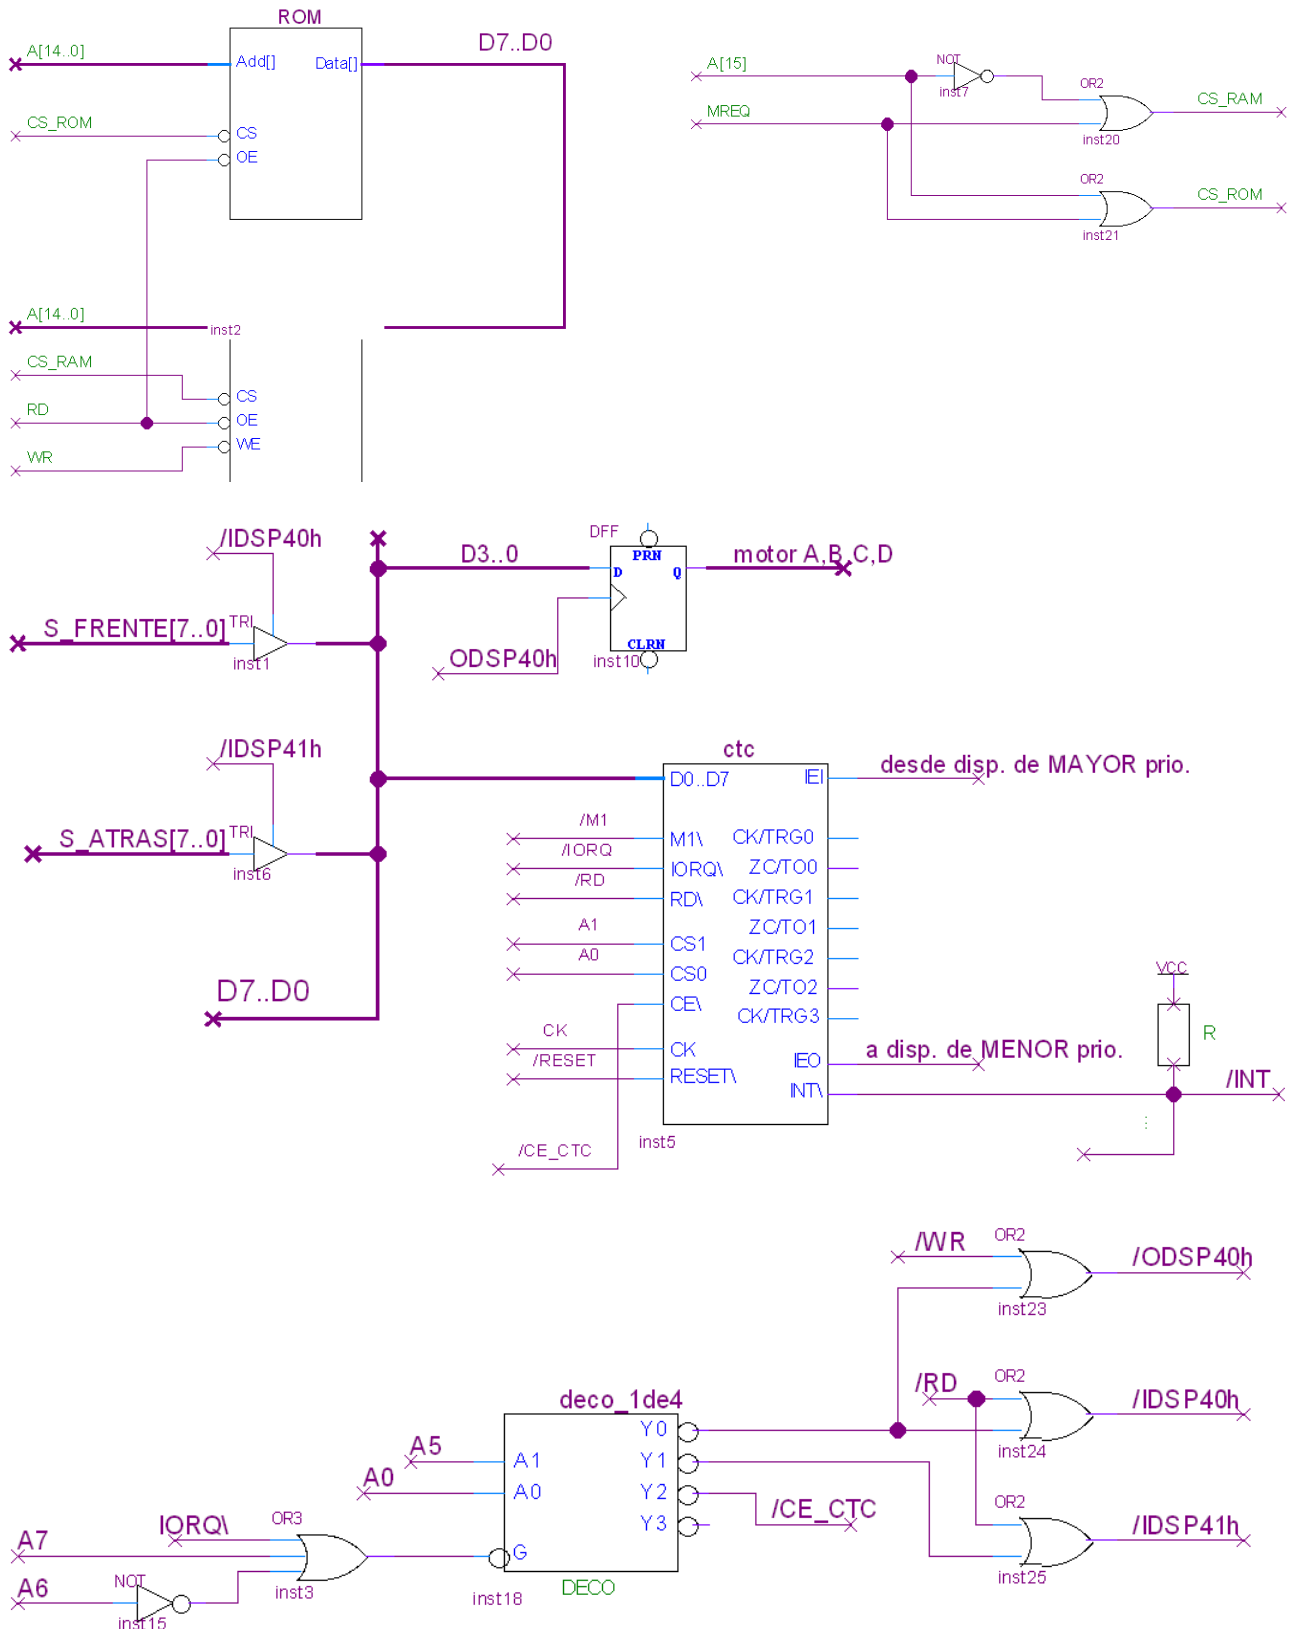 ROM
A[14..0]
Add[]
Data[]
D7..D0
CS_ROM
CS
OE
A[15]
NOT
inst7
OR2
CS_RAM
MREQ
inst20
OR2
CS_ROM
inst21
A[14..0]
inst2
CS_RAM
CS
RD
OE
WR
WE
/IDSP40h
DFF
PRN
D3..0
D
Q
motor A,B,C,D
S_FRENTE[7..0]
TRI
inst1
CLRN
inst10
ODSP40h
/IDSP41h
S_ATRAS[7..0]
TRI
inst6
D7..D0
ctc
D0..D7
IEI
desde disp. de MAYOR prio.
/M1
M1\
CK/TRG0
/IORQ
IORQ\
ZC/TO0
/RD
RD\
CK/TRG1
ZC/TO1
A1
CS1
CK/TRG2
A0
CS0
ZC/TO2
CE\
CK/TRG3
VCC
R
CK
CK
IEO
a disp. de MENOR prio.
/RESET
RESET\
INT\
/INT
:
/CE_CTC
inst5
/WR
OR2
/ODSP40h
inst23
deco_1de4
/RD
OR2
/IDSP40h
inst24
A5
A1
Y0
A0
A0
Y1
Y2
/CE_CTC
Y3
OR2
/IDSP41h
inst25
IORQ\
OR3
A7
G
inst3
A6
NOT
inst15
inst18
DECO